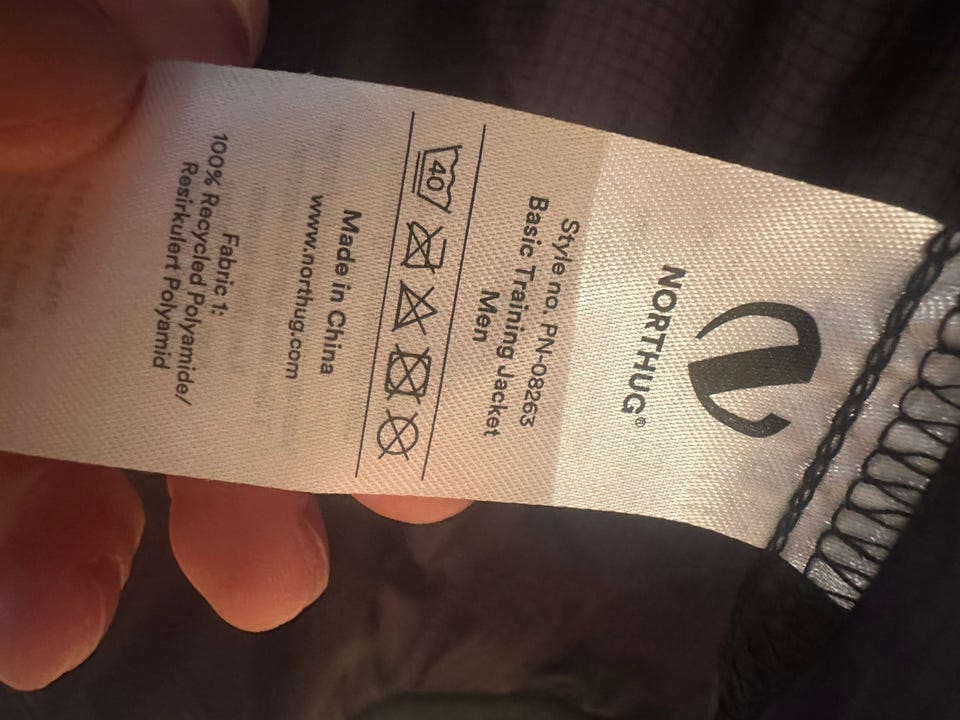 NORTHUG®
Style no. PN-08263
Basic Training Jacket
Men
40
Made in China
www.northug.com
Fabric 1:
100% Recycled Polyamide/
Resirkulert Polyamid